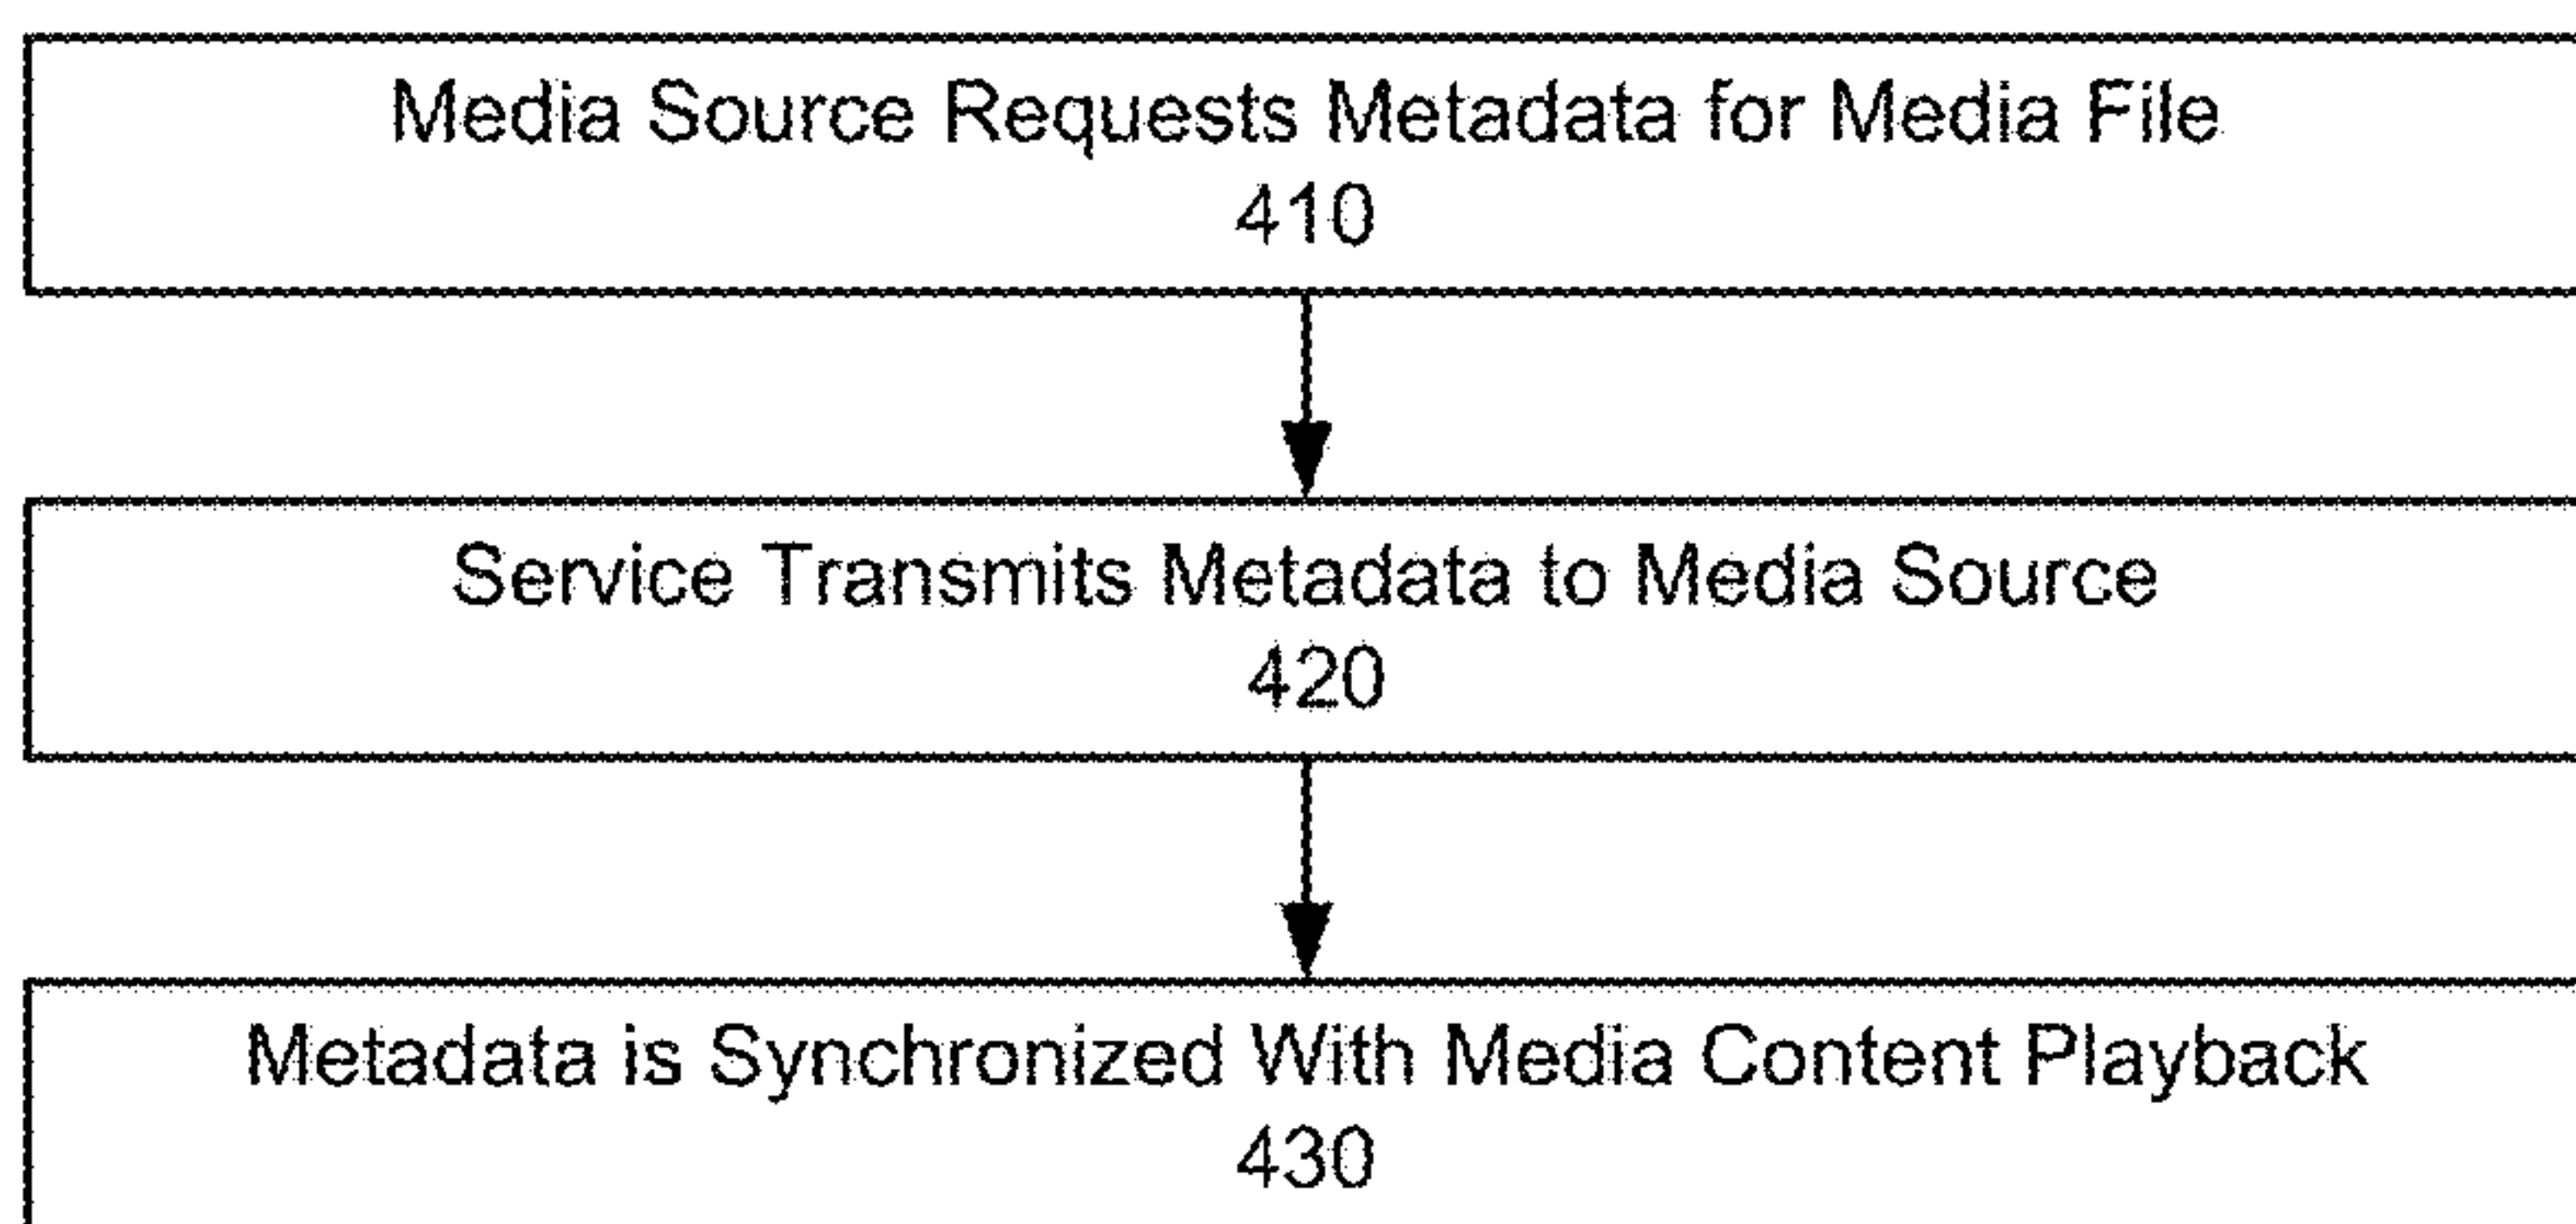 Media Source Requests Metadata for Media File
410
Service Transmits Metadata to Media Source
420
Metadata is Synchronized With Media Content Playback
430